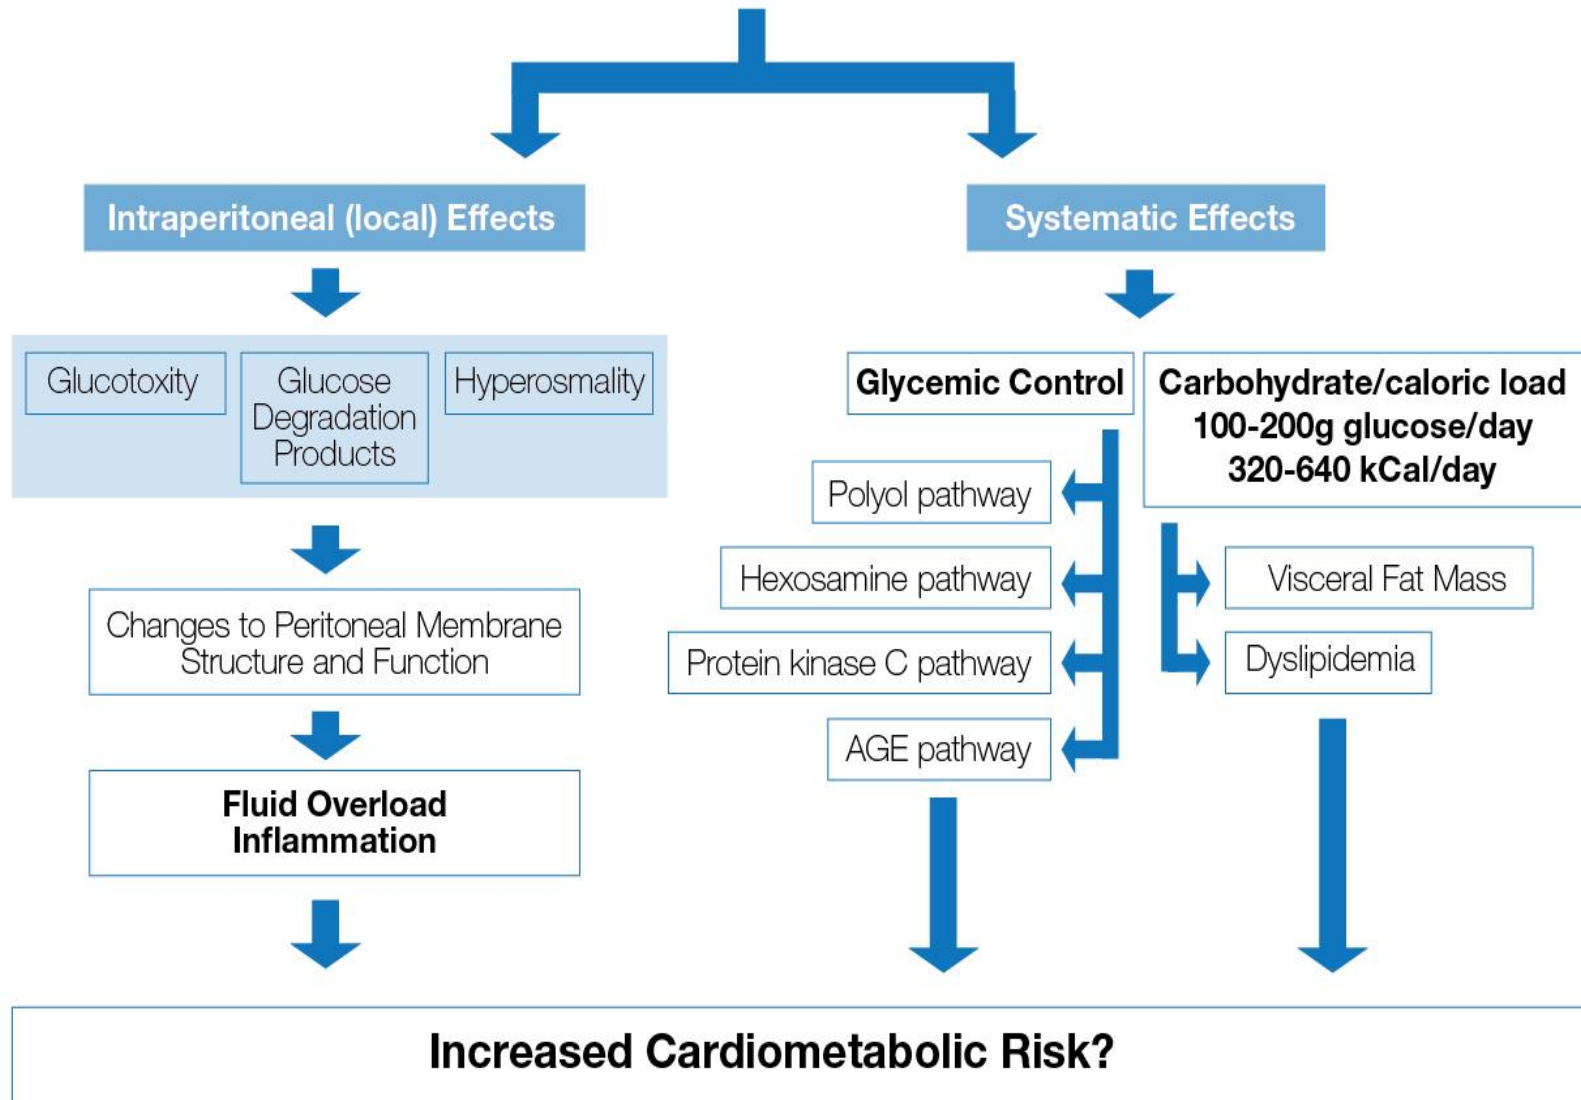 Intraperitoneal (local) Effects
Systematic Effects
Glucotoxity
Glucose
Degradation
Products
Hyperosmality
Changes to Peritoneal Membrane
Structure and Function
Fluid Overload
Inflammation
Glycemic Control
Polyol pathway
Hexosamine pathway
Protein kinase C pathway
AGE pathway
Carbohydrate/caloric load
100-200g glucose/day
320-640 kCal/day
Visceral Fat Mass
Dyslipidemia
Increased Cardiometabolic Risk?